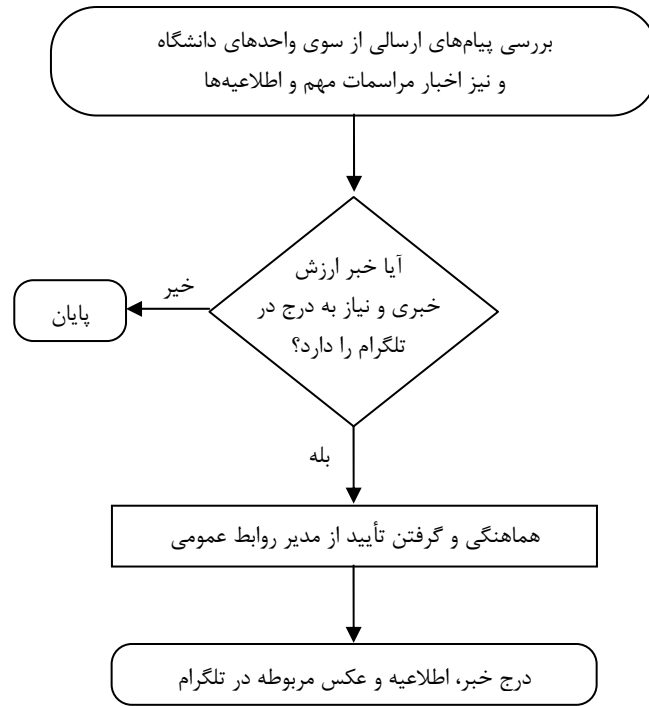 بررسی پیام‌های ارسالی از سوی واحدهای دانشگاه
و نیز اخبار مراسمات مهم و اطلاعیه‌ها
آیا خبر ارزش
خبری و نیاز به درج در
تلگرام را دارد؟
خیر
پایان
بله
هماهنگی و گرفتن تأیید از مدیر روابط عمومی
درج خبر، اطلاعیه و عکس مربوطه در تلگرام